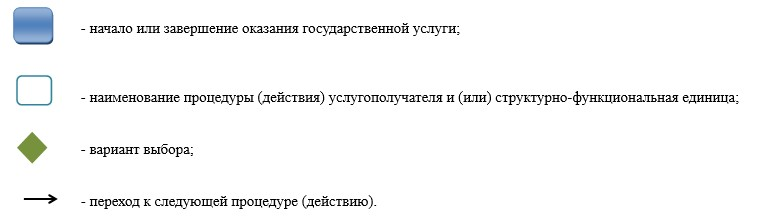 - начало или завершение оказания государственной услуги;
- наименование процедуры (действия) услугополучателя и (или) структурно-функциональная единица;
- вариант выбора;
- переход к следующей процедуре (действию).